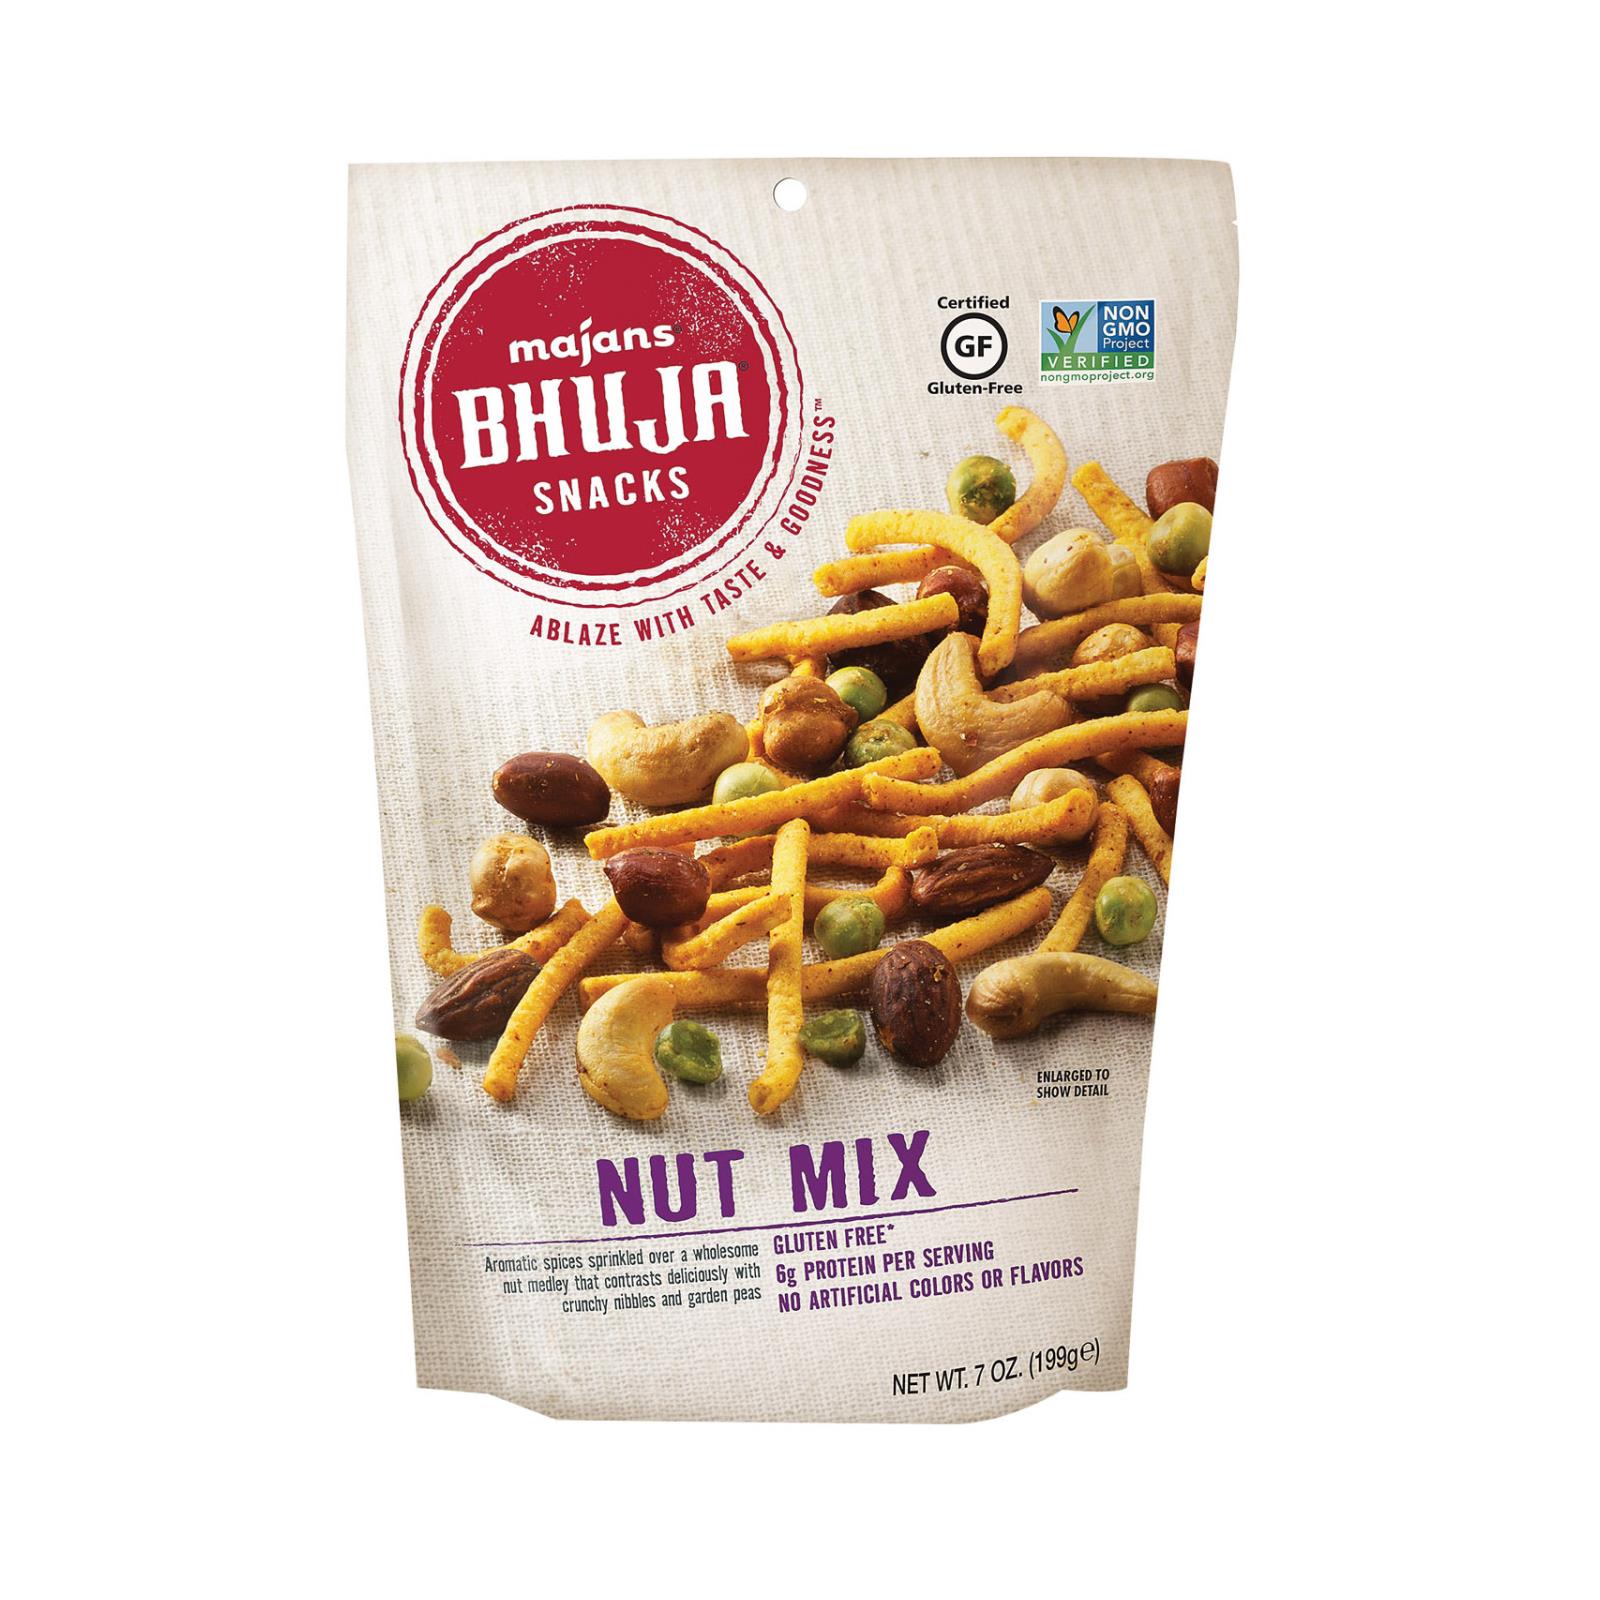 majans®
BHUJA®
SNACKS
ABLAZE WITH TASTE & GOODNESS™
Certified
GF
Gluten-Free
NON
GMO
Project
VERIFIED
nongmoproject.org
ENLARGED TO
SHOW DETAIL
NUT MIX
Aromatic spices sprinkled over a wholesome
nut medley that contrasts deliciously with
crunchy nibbles and garden peas
GLUTEN FREE*
6g PROTEIN PER SERVING
NO ARTIFICIAL COLORS OR FLAVORS
NET WT. 7 OZ. (199g℮)